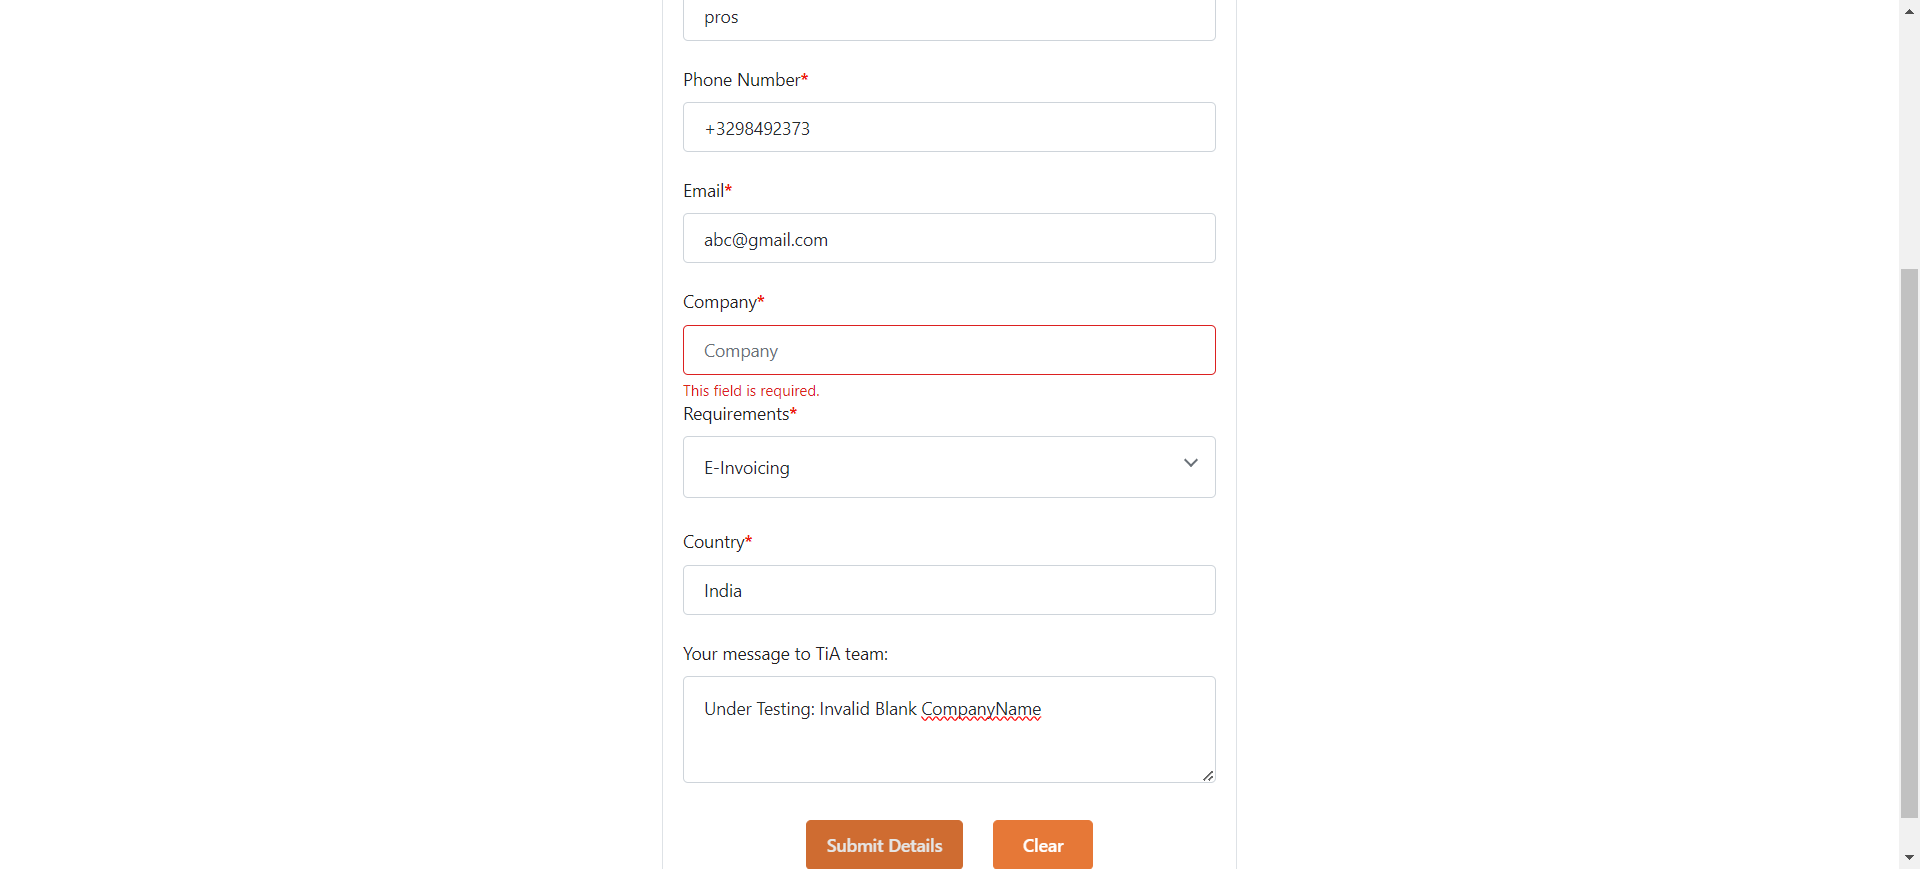 pros
Phone Number*
+3298492373
Email*
abc@gmail.com
Company*
Company
This field is required.
Requirements*
E-Invoicing
Country*
India
Your message to TiA team:
Under Testing: Invalid Blank CompanyName
Submit Details
Clear